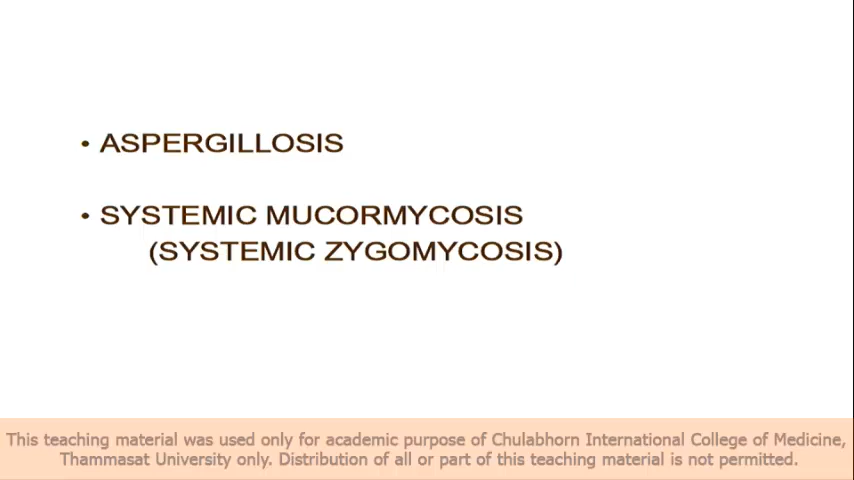 • ASPERGILLOSIS
• SYSTEMIC MUCORMYCOSIS
(SYSTEMIC ZYGOMYCOSIS)
This teaching material was used only for academic purpose of Chulabhorn International College of Medicine,
Thammasat University only. Distribution of all or part of this teaching material is not permitted.